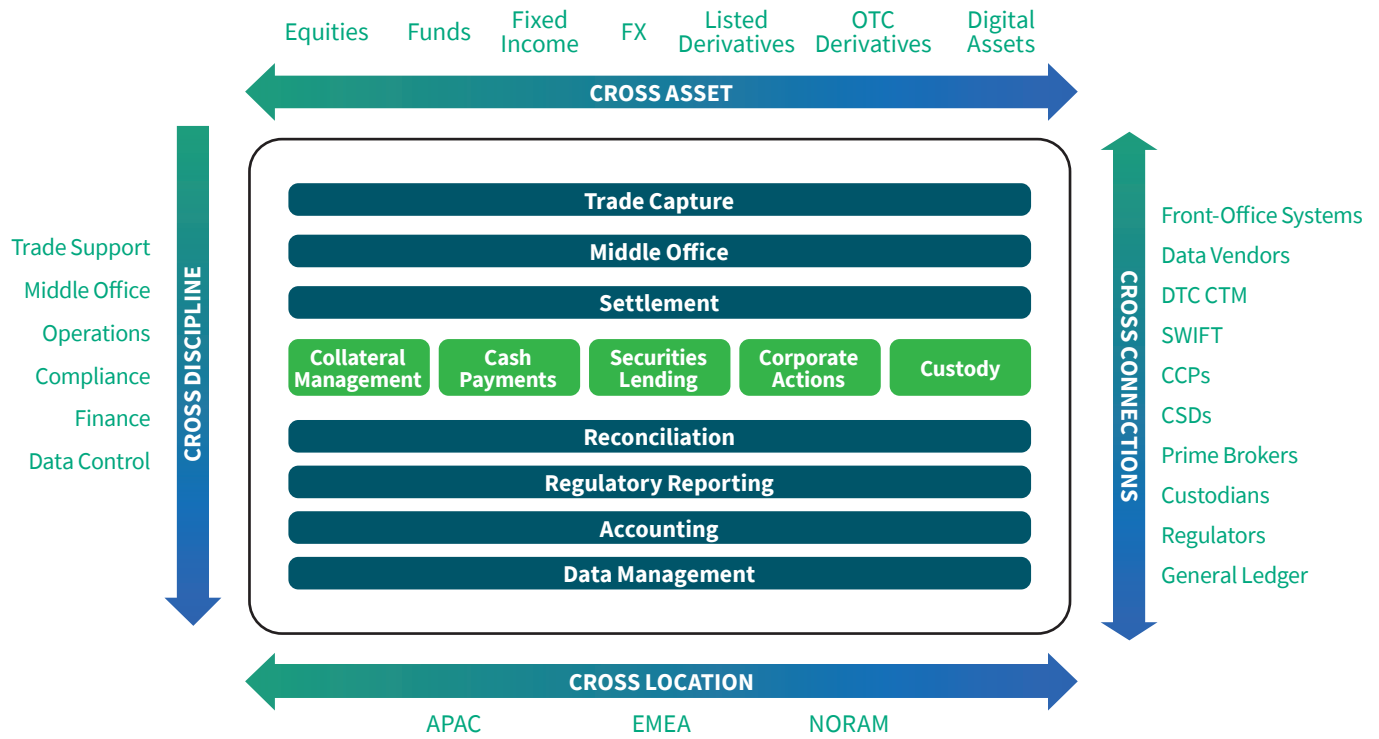 Equities
Funds
Fixed
Income
FX
Listed
Derivatives
OTC
Derivatives
Digital
Assets
CROSS ASSET
Trade Support
Middle Office
Operations
Compliance
Finance
Data Control
CROSS DISCIPLINE
Trade Capture
Middle Office
Settlement
Collateral
Management
Cash
Payments
Securities
Lending
Corporate
Actions
Custody
Reconciliation
Regulatory Reporting
Accounting
Data Management
CROSS CONNECTIONS
Front-Office Systems
Data Vendors
DTC CTM
SWIFT
CCPs
CSDs
Prime Brokers
Custodians
Regulators
General Ledger
CROSS LOCATION
APAC
EMEA
NORAM